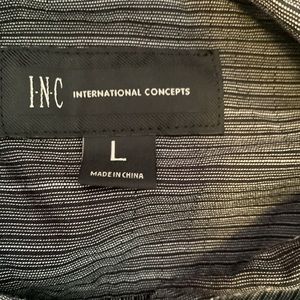 I·N·C INTERNATIONAL CONCEPTS
L
MADE IN CHINA